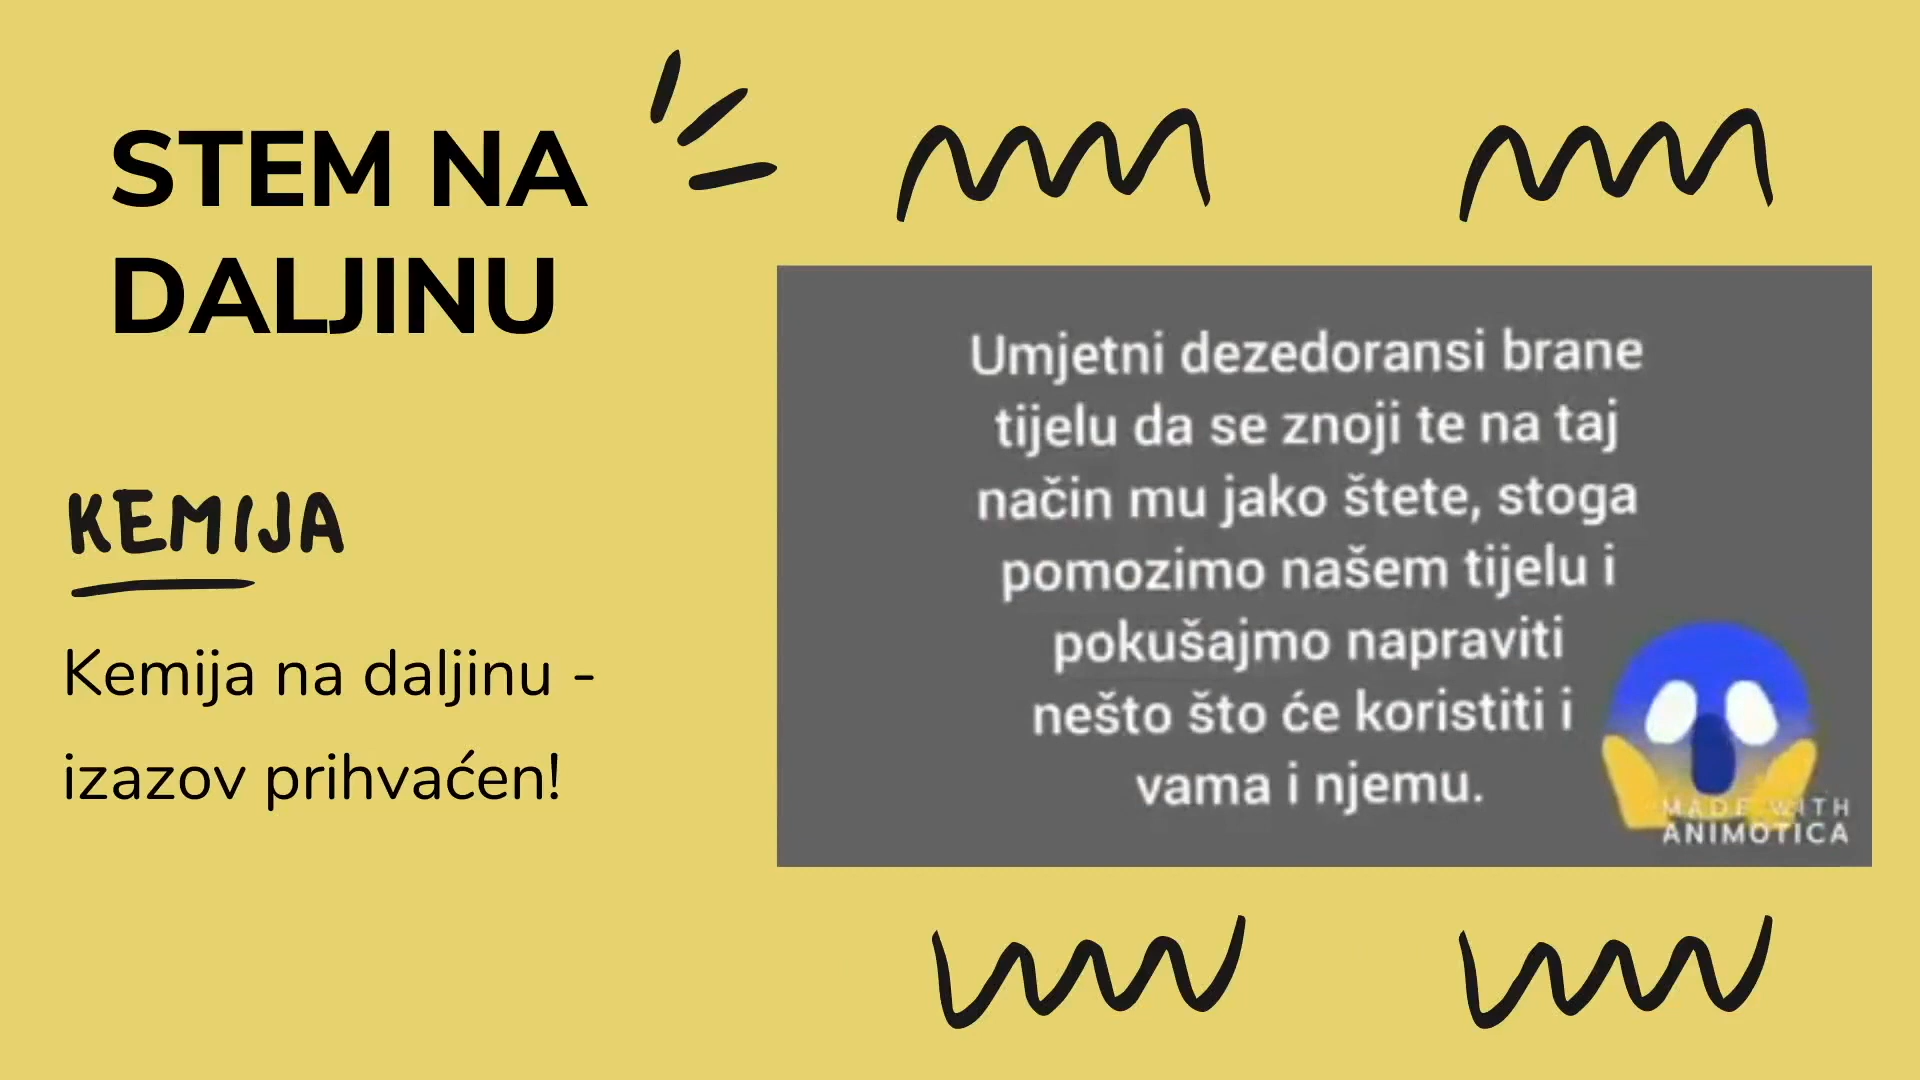 STEM NA
DALJINU
KEMIJA
Kemija na daljinu -
izazov prihvaćen!
Umjetni dezedoransi brane
tijelu da se znoji te na taj
način mu jako štete, stoga
pomozimo našem tijelu i
pokušajmo napraviti
nešto što će koristiti i
vama i njemu.
MADE WITH
ANIMOTICA